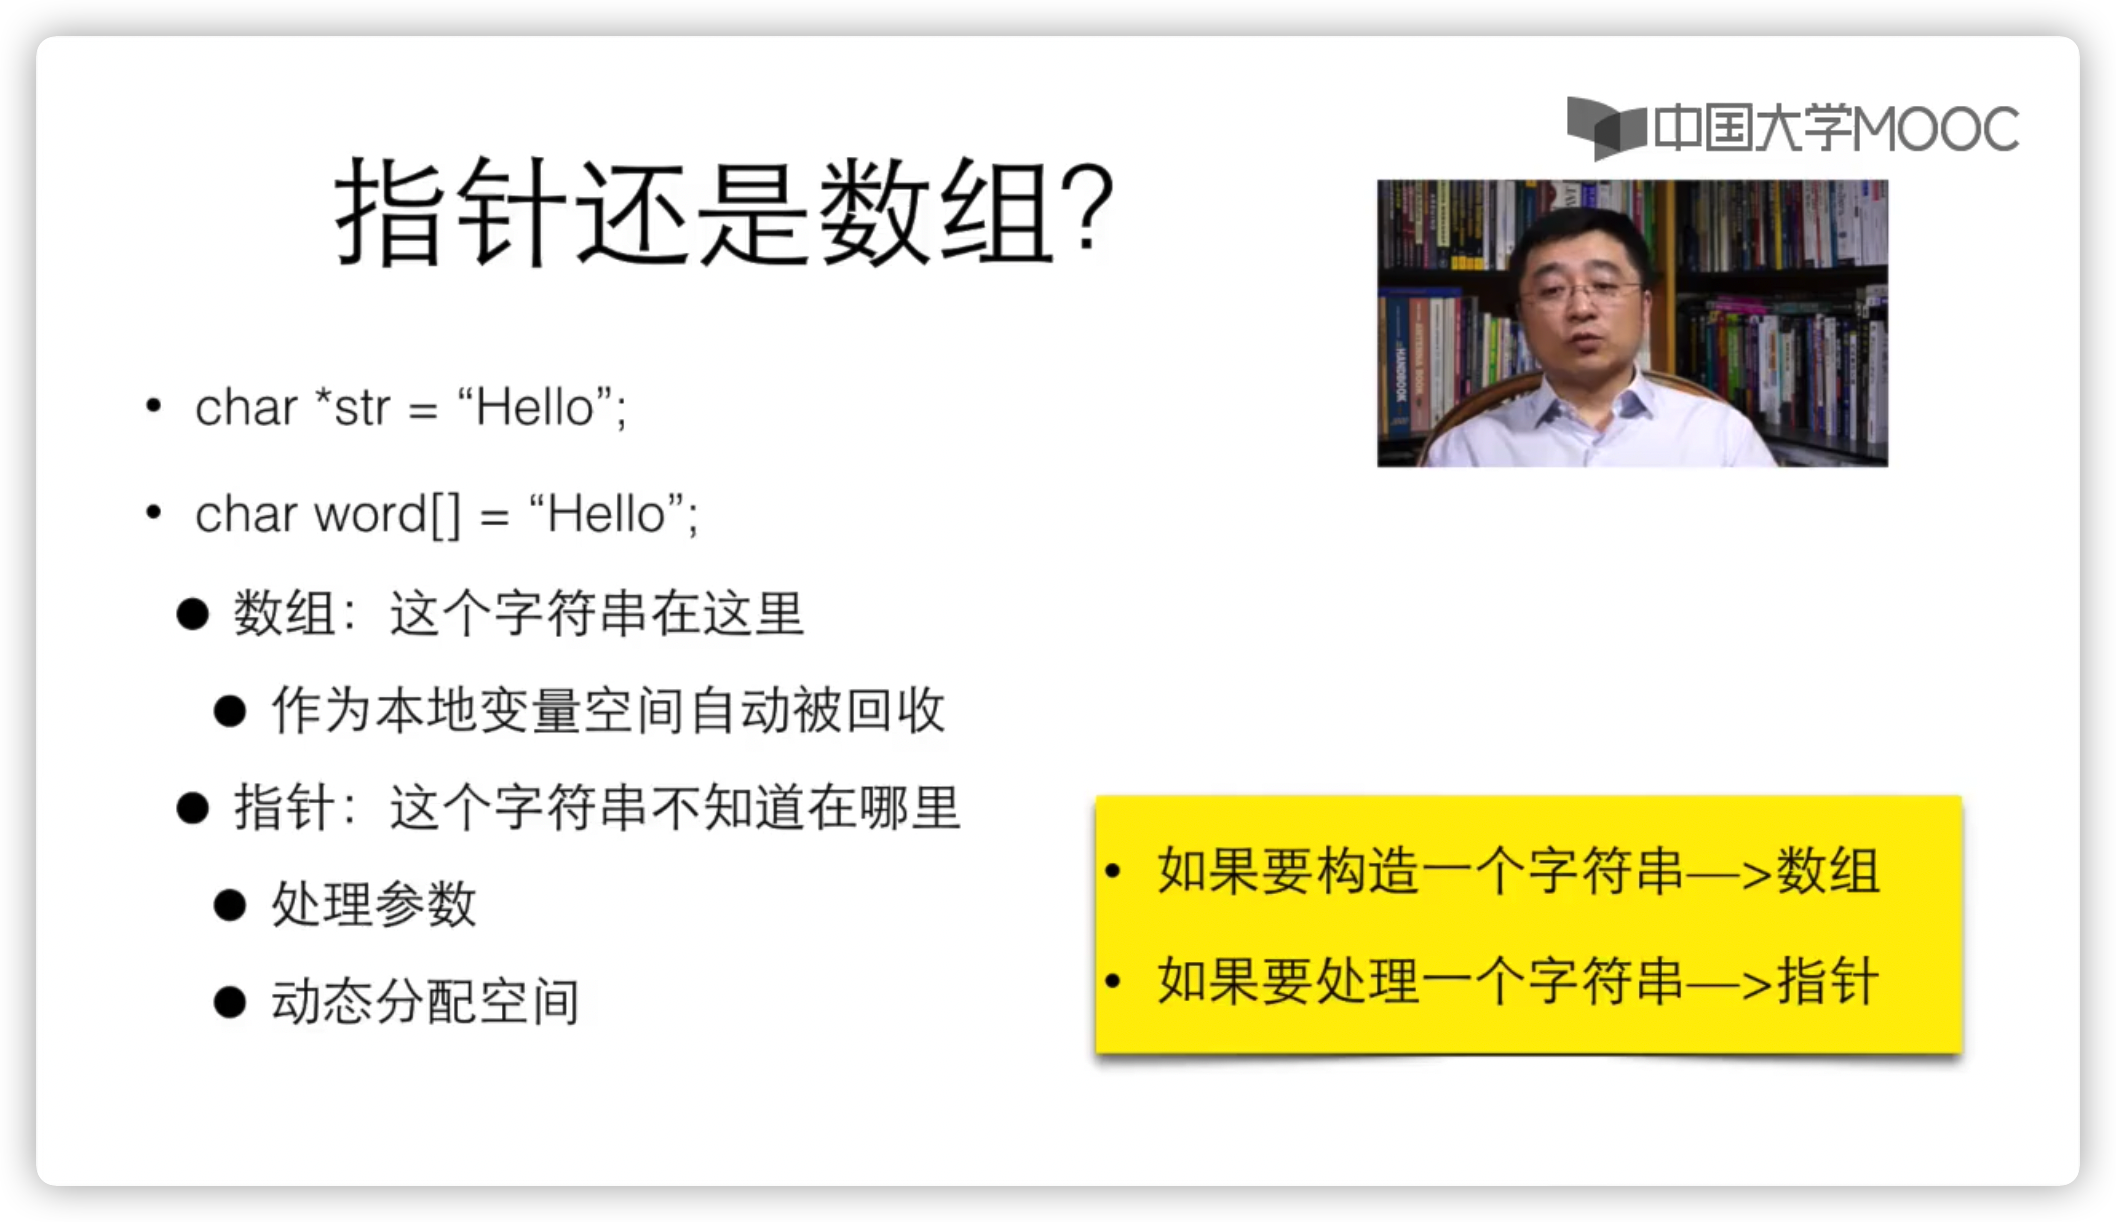 中国大学MOOC
指针还是数组?
• char *str = “Hello”;
• char word[] = “Hello”;
● 数组：这个字符串在这里
● 作为本地变量空间自动被回收
● 指针：这个字符串不知道在哪里
● 处理参数
● 动态分配空间
• 如果要构造一个字符串—>数组
• 如果要处理一个字符串—>指针
HANDBOOK